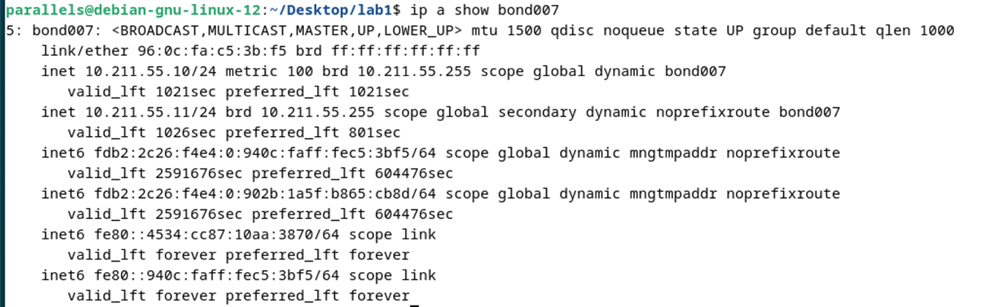 parallels@debian-gnu-linux-12:~/Desktop/lab1$ ip a show bond007
5: bond007: <BROADCAST,MULTICAST,MASTER,UP,LOWER_UP> mtu 1500 qdisc noqueue state UP group default qlen 1000
    link/ether 96:0c:fa:c5:3b:f5 brd ff:ff:ff:ff:ff:ff
    inet 10.211.55.10/24 metric 100 brd 10.211.55.255 scope global dynamic bond007
       valid_lft 1021sec preferred_lft 1021sec
    inet 10.211.55.11/24 brd 10.211.55.255 scope global secondary dynamic noprefixroute bond007
       valid_lft 1026sec preferred_lft 801sec
    inet6 fdb2:2c26:f4e4:0:940c:faff:fec5:3bf5/64 scope global dynamic mngtmpaddr noprefixroute
       valid_lft 2591676sec preferred_lft 604476sec
    inet6 fdb2:2c26:f4e4:0:902b:1a5f:b865:cb8d/64 scope global dynamic mngtmpaddr noprefixroute
       valid_lft 2591676sec preferred_lft 604476sec
    inet6 fe80::4534:cc87:10aa:3870/64 scope link
       valid_lft forever preferred_lft forever
    inet6 fe80::940c:faff:fec5:3bf5/64 scope link
       valid_lft forever preferred_lft forever